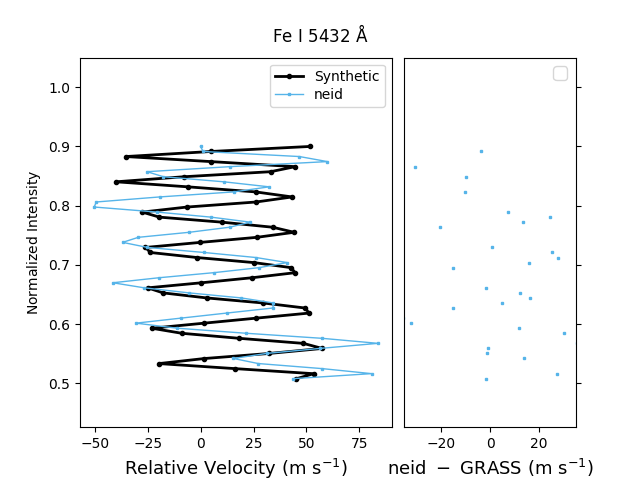 Fe I 5432 Å
Synthetic
neid
1.0
0.9
0.8
0.7
0.6
0.5
Normalized Intensity
−50 −25 0 25 50 75
−20 0 20
Relative Velocity (m s⁻¹)
neid − GRASS (m s⁻¹)